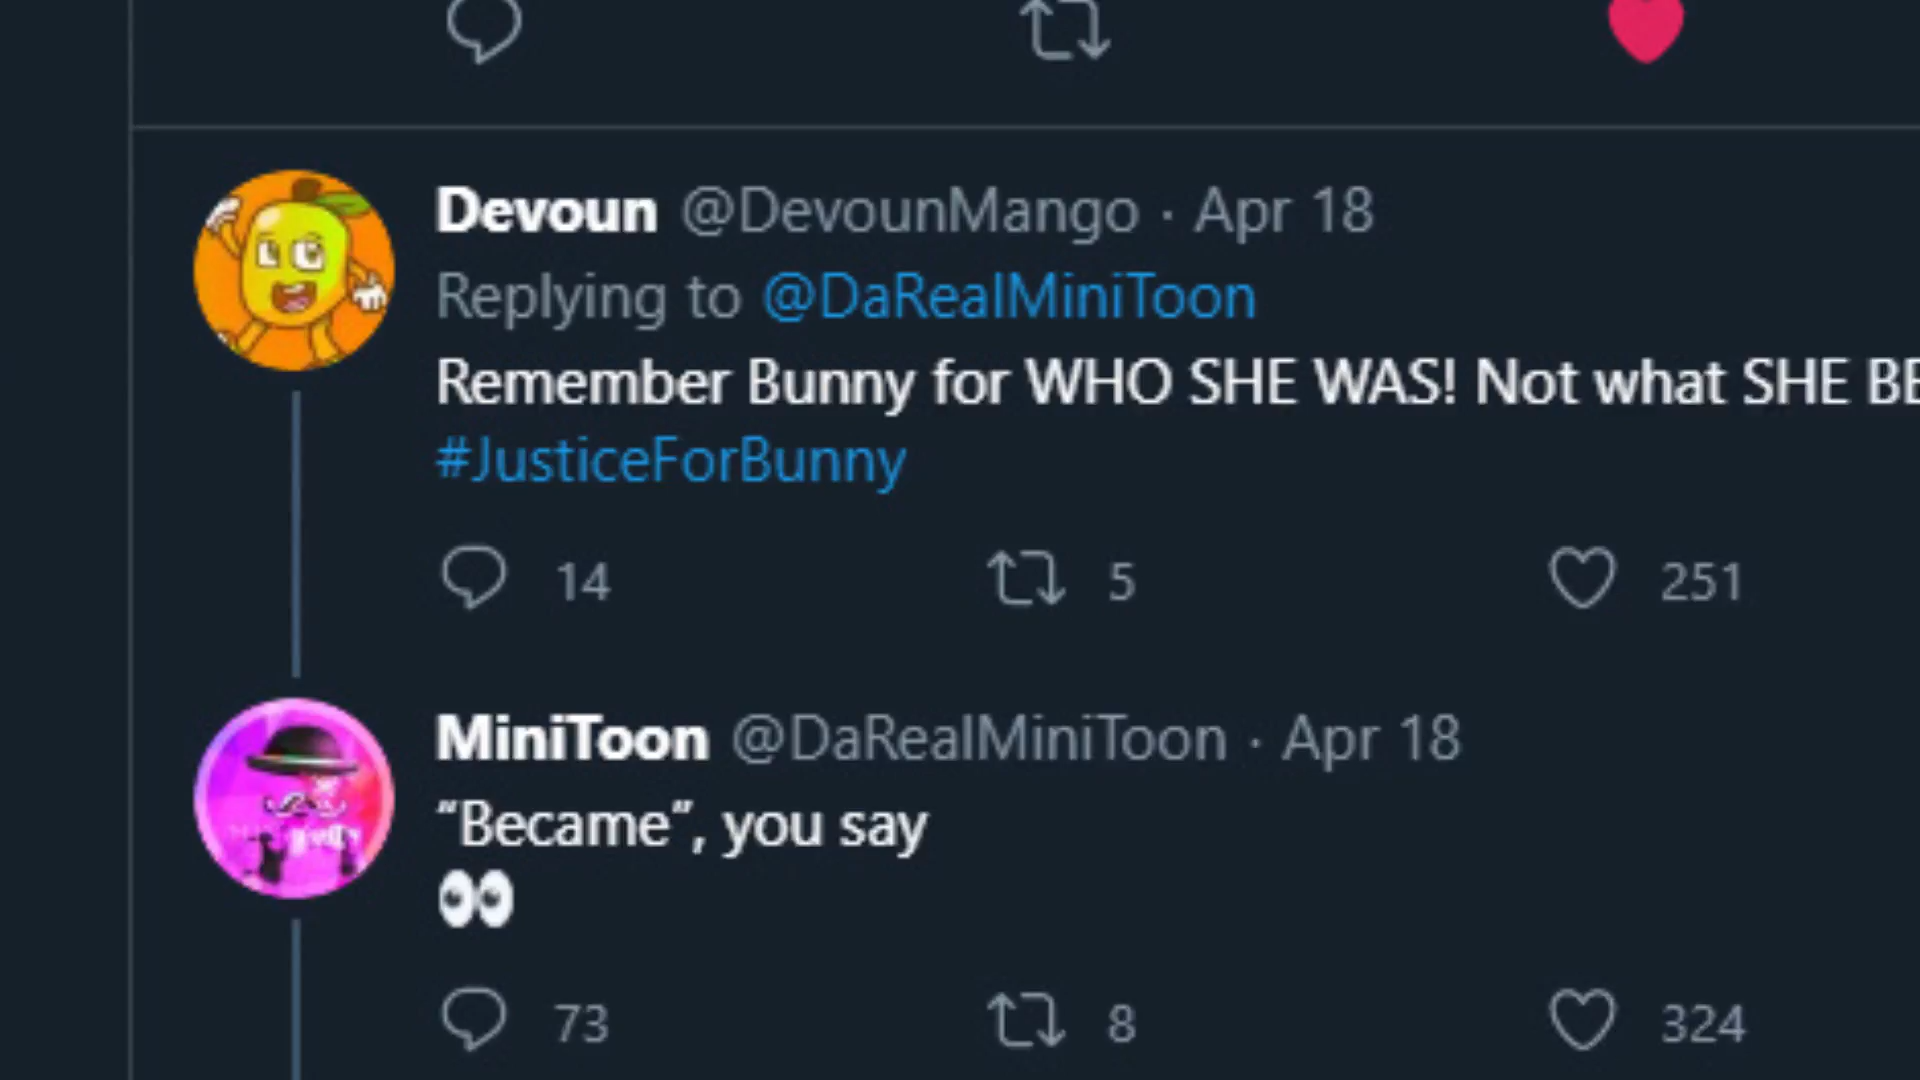 Devoun @DevounMango · Apr 18
Replying to @DaRealMiniToon
Remember Bunny for WHO SHE WAS! Not what SHE BE
#JusticeForBunny
14 5 251
MiniToon @DaRealMiniToon · Apr 18
“Became”, you say
👀
73 8 324